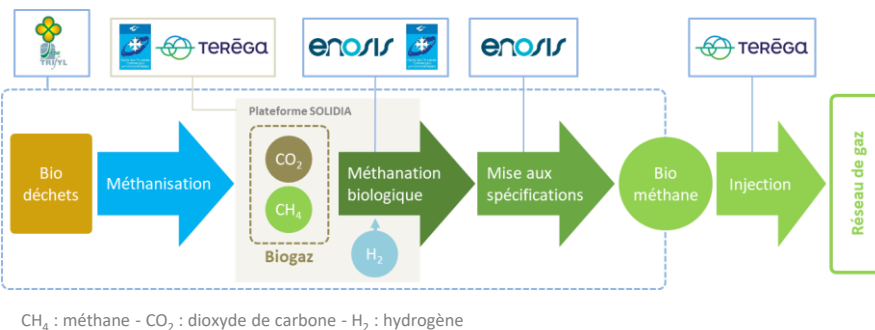 TRIFYL
TERĒGA
enosis
enosis
TERĒGA
Plateforme SOLIDIA
Bio
déchets
Méthanisation
CO₂
CH₄
Biogaz
Méthanation
biologique
H₂
Mise aux
spécifications
Bio
méthane
Injection
Réseau de gaz
CH₄ : méthane - CO₂ : dioxyde de carbone - H₂ : hydrogène